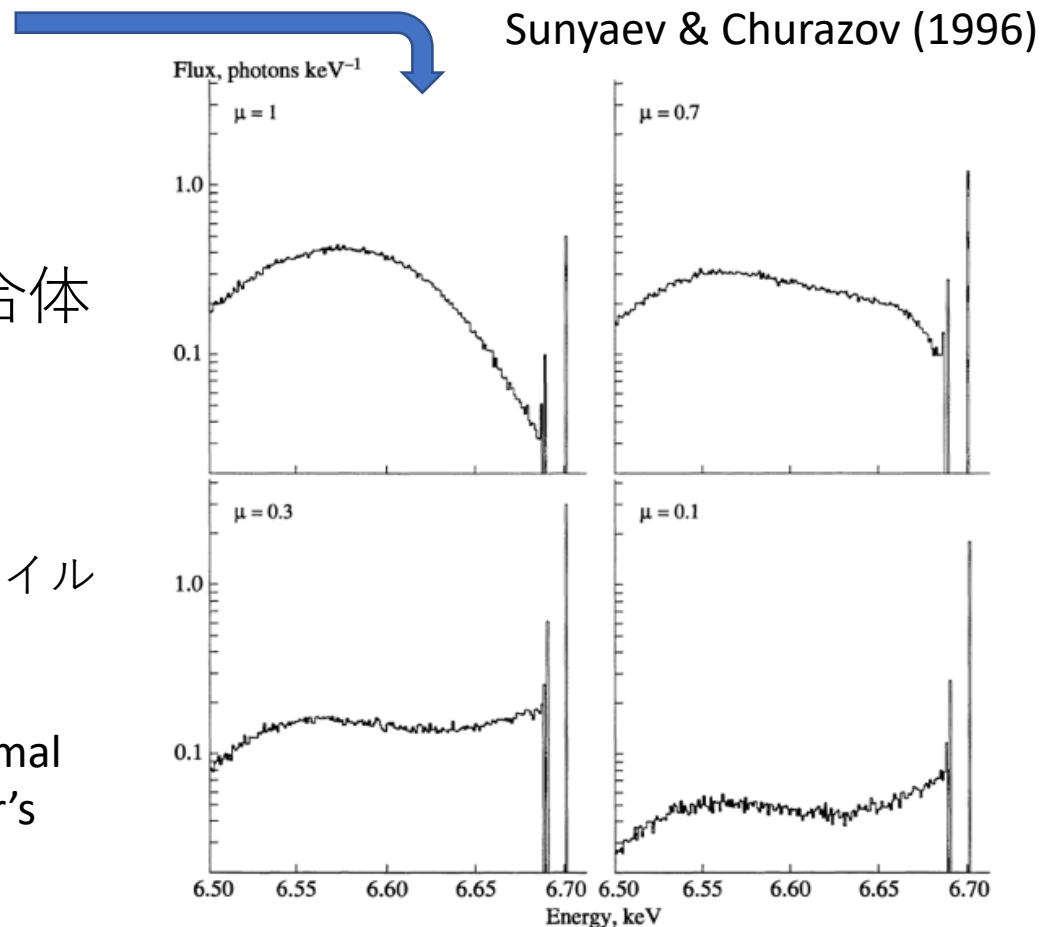 Sunyaev & Churazov (1996)
Flux, photons keV⁻¹
μ = 1
μ = 0.7
1.0
0.1
合体
μ = 0.3
μ = 0.1
イル
1.0
0.1
mal
r's
6.50 6.55 6.60 6.65 6.70 6.50 6.55 6.60 6.65 6.70
Energy, keV